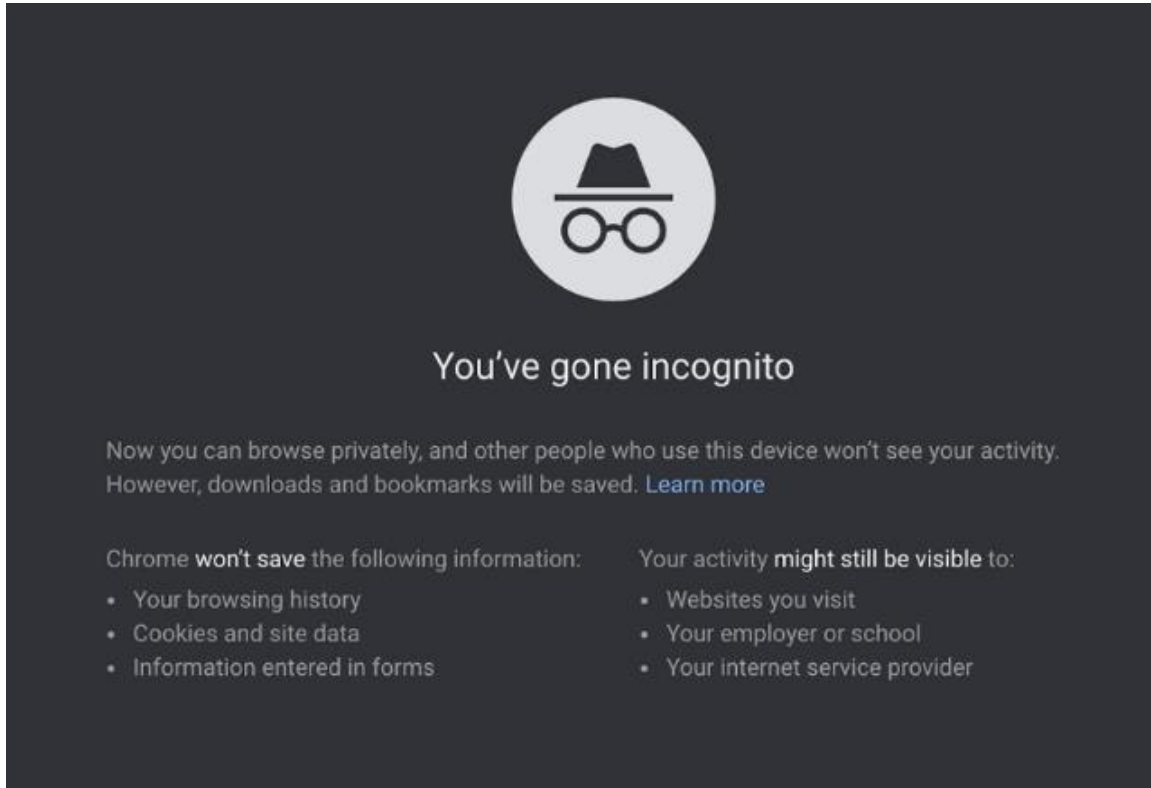 You've gone incognito
Now you can browse privately, and other people who use this device won't see your activity.
However, downloads and bookmarks will be saved. Learn more
Chrome won't save the following information:
• Your browsing history
• Cookies and site data
• Information entered in forms
Your activity might still be visible to:
• Websites you visit
• Your employer or school
• Your internet service provider